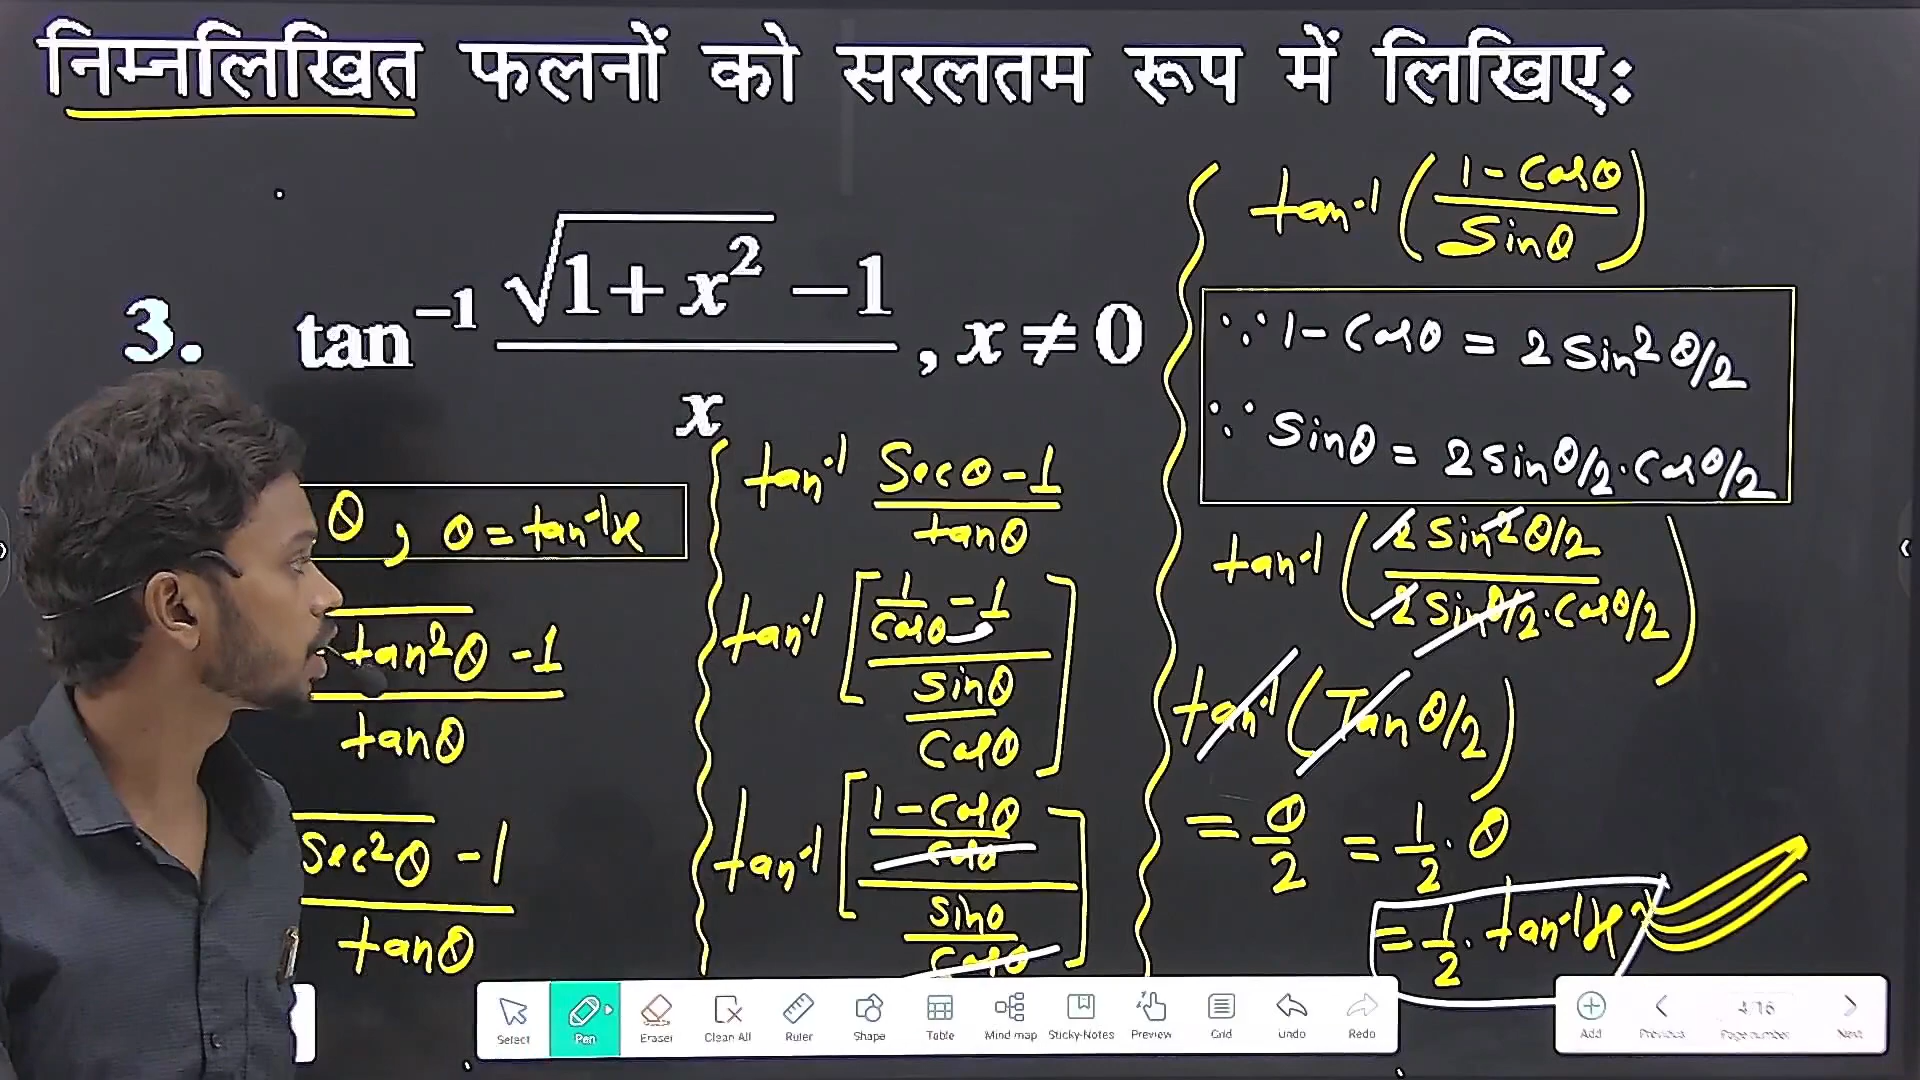 निम्नलिखित फलनों को सरलतम रूप में लिखिए:
3. tan⁻¹ (√(1+x²) −1)/x , x ≠ 0
θ , θ = tan⁻¹x
tan²θ -1
tanθ
Sec²θ -1
tanθ
tan⁻¹ (Secθ -1)/tanθ
tan⁻¹ [ (1/Cosθ -1) / (Sinθ/Cosθ) ]
tan⁻¹ [ ((1-Cosθ)/Cosθ) / (Sinθ/Cosθ) ]
tan⁻¹ ( (1-Cosθ)/Sinθ )
∵ 1-Cosθ = 2Sin²θ/2
∵ Sinθ = 2Sinθ/2·Cosθ/2
tan⁻¹ ( 2Sin²θ/2 / 2Sinθ/2·Cosθ/2 )
tan⁻¹ (Tan θ/2)
= θ/2 = 1/2·θ
= 1/2·tan⁻¹x
Select Pen Eraser Clean All Ruler Shape Table Mind map Sticky-Notes Preview Grid Undo Redo
Add Previous Page number Next